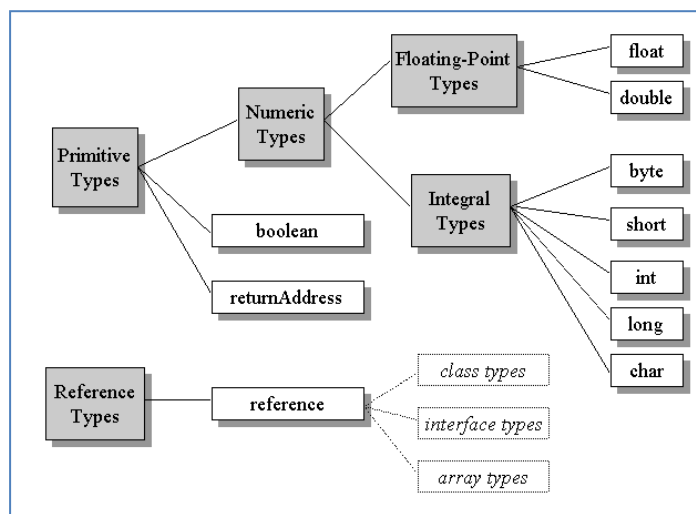 Floating-Point
Types
float
double
Numeric
Types
Primitive
Types
boolean
returnAddress
Integral
Types
byte
short
int
long
char
Reference
Types
reference
class types
interface types
array types